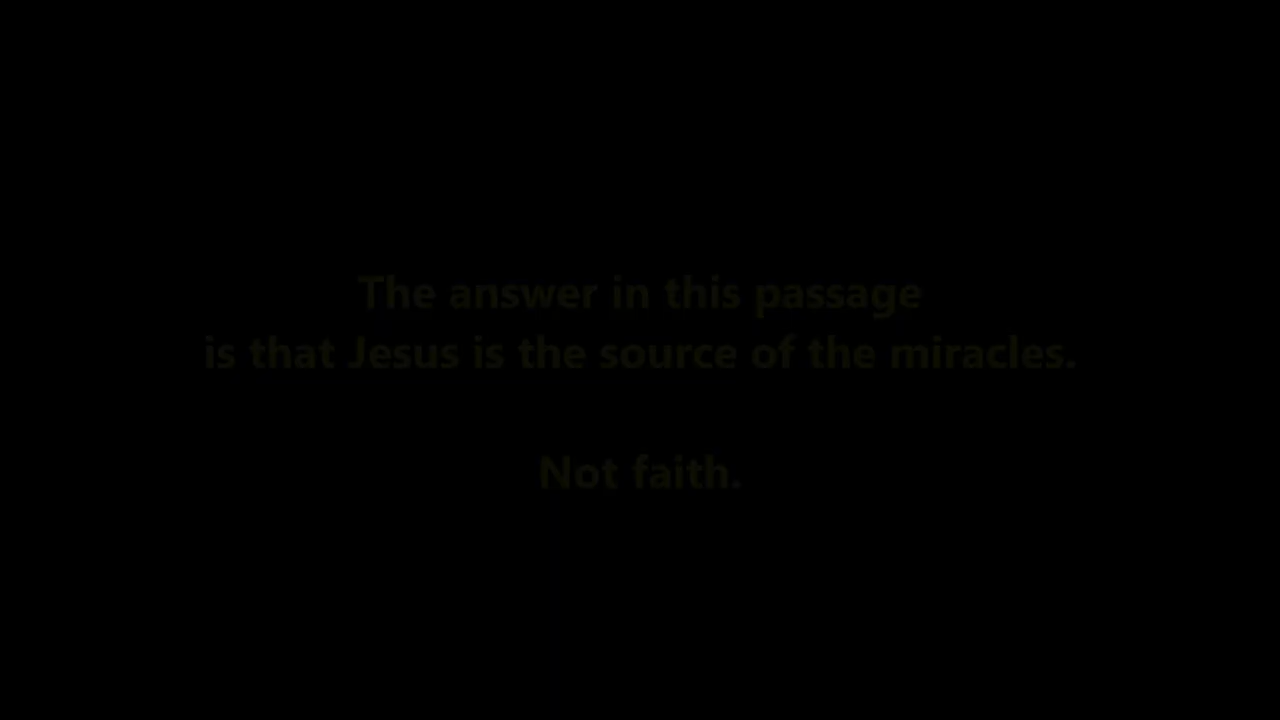 The answer in this passage
is that Jesus is the source of the miracles.
Not faith.